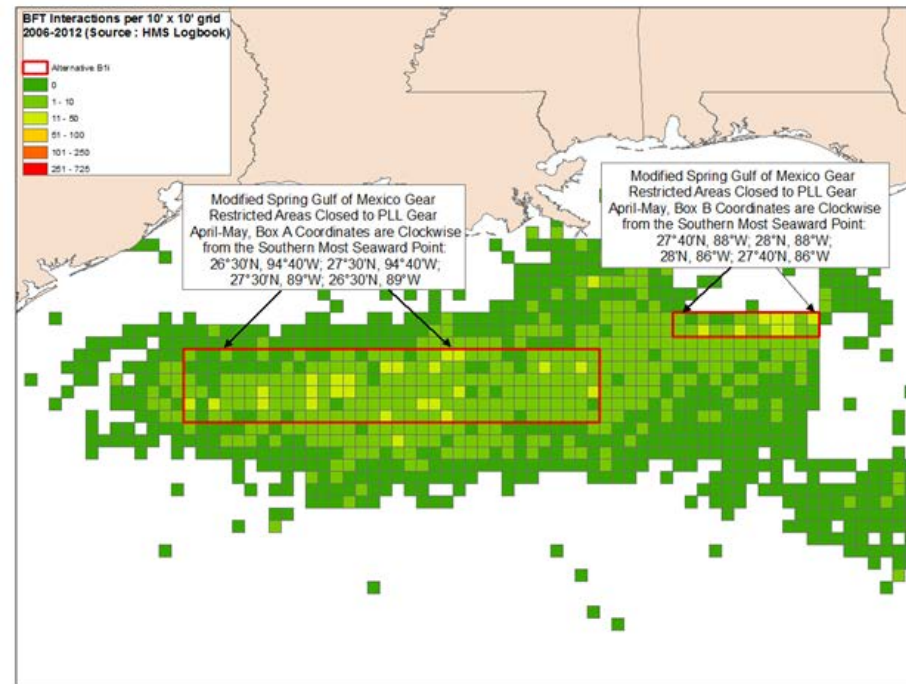 BFT Interactions per 10' x 10' grid
2006-2012 (Source : HMS Logbook)
Alternative B1i
0
1 - 10
11 - 50
51 - 100
101 - 250
251 - 725
Modified Spring Gulf of Mexico Gear
Restricted Areas Closed to PLL Gear
April-May, Box A Coordinates are Clockwise
from the Southern Most Seaward Point:
26°30'N, 94°40'W; 27°30'N, 94°40'W;
27°30'N, 89°W; 26°30'N, 89°W
Modified Spring Gulf of Mexico Gear
Restricted Areas Closed to PLL Gear
April-May, Box B Coordinates are Clockwise
from the Southern Most Seaward Point:
27°40'N, 88°W; 28°N, 88°W;
28°N, 86°W; 27°40'N, 86°W